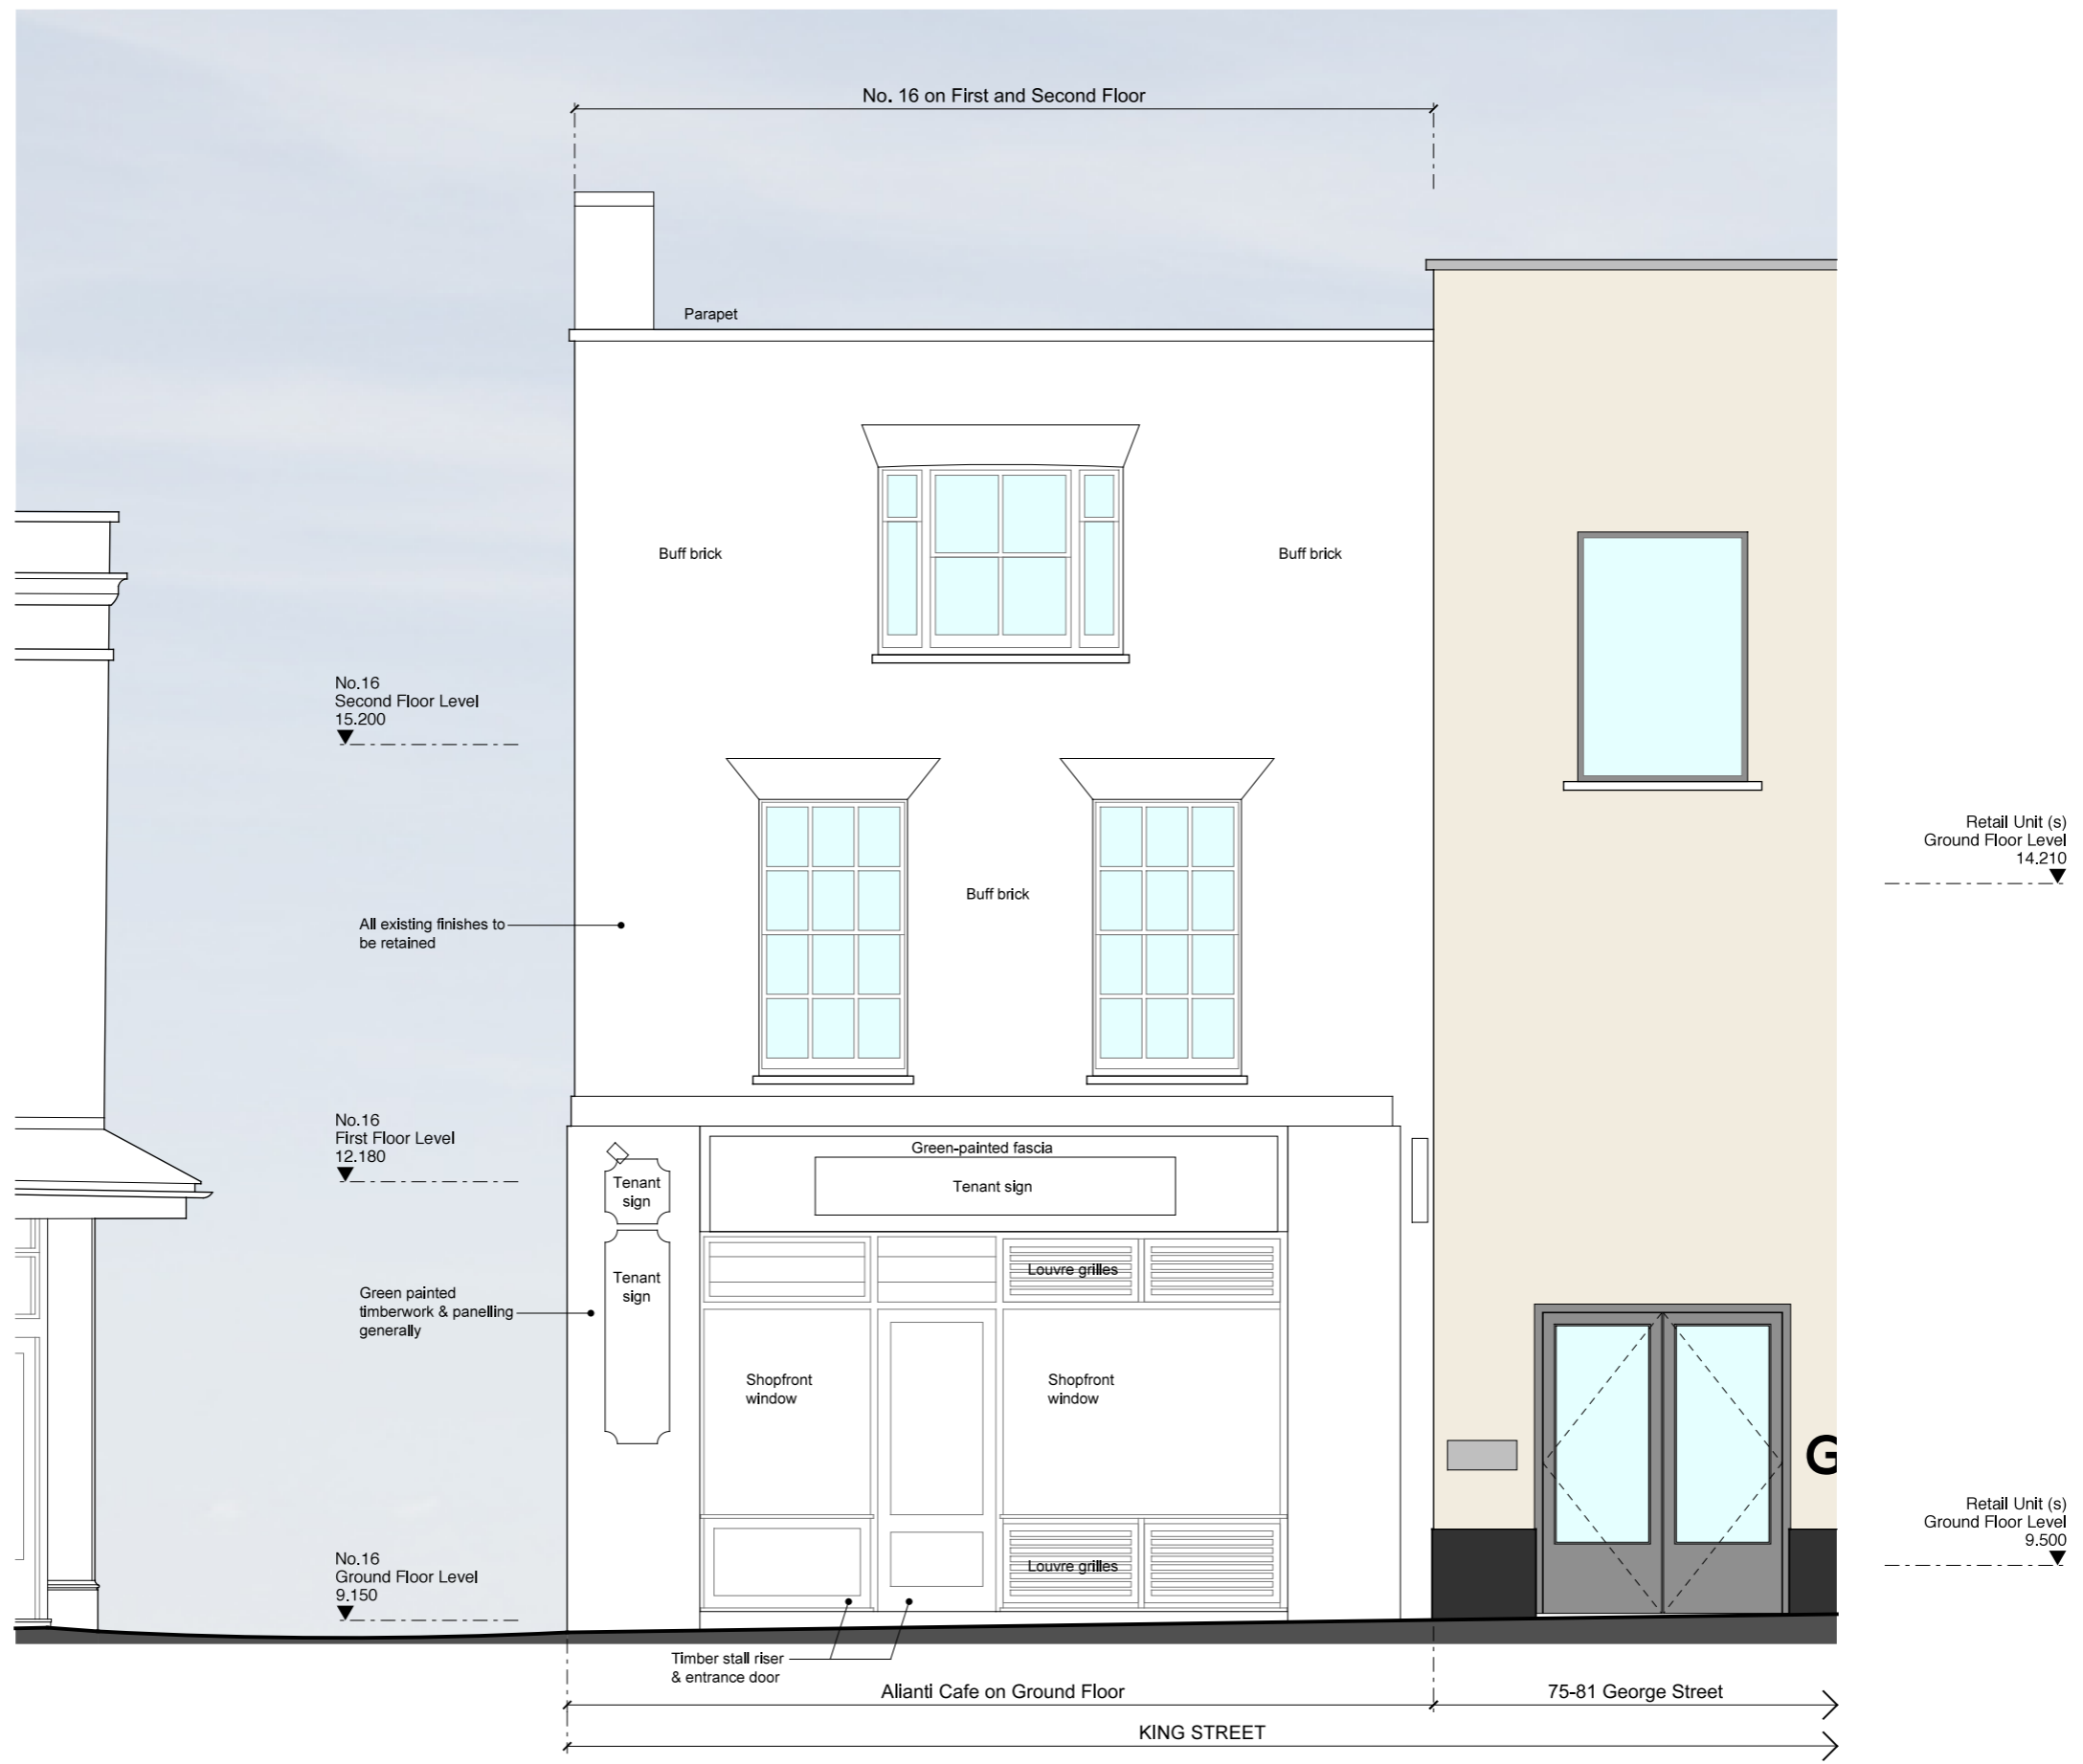 No. 16 on First and Second Floor
Parapet
Buff brick
Buff brick
No.16
Second Floor Level
15.200
Retail Unit (s)
Ground Floor Level
14.210
Buff brick
All existing finishes to
be retained
No.16
First Floor Level
12.180
Green-painted fascia
Tenant sign
Tenant
sign
Tenant
sign
Louvre grilles
Green painted
timberwork & panelling
generally
Shopfront
window
Shopfront
window
G
Retail Unit (s)
Ground Floor Level
9.500
No.16
Ground Floor Level
9.150
Louvre grilles
Timber stall riser
& entrance door
Alianti Cafe on Ground Floor
75-81 George Street
KING STREET